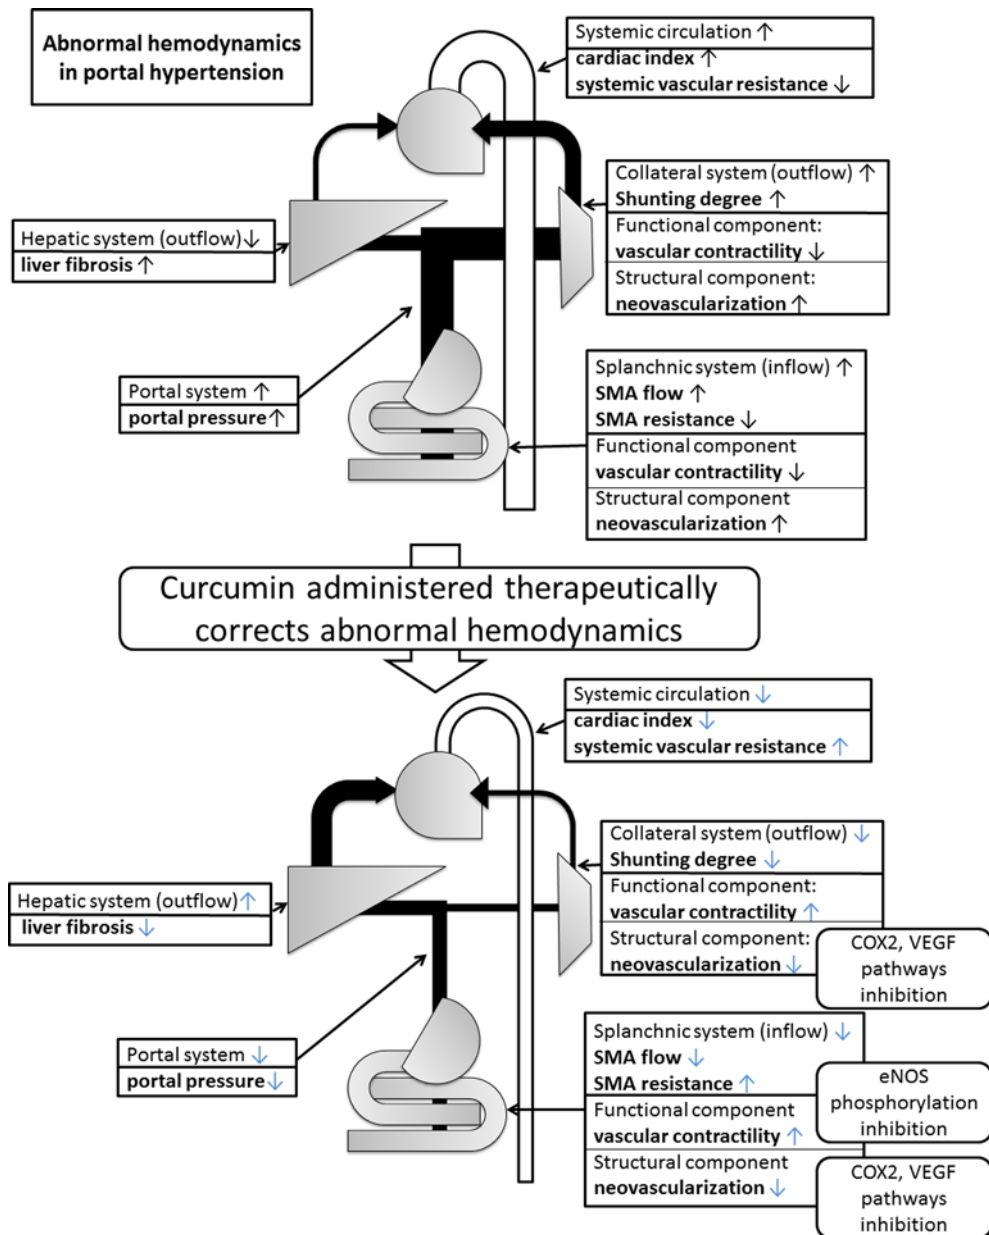 Abnormal hemodynamics
in portal hypertension
Systemic circulation ↑
cardiac index ↑
systemic vascular resistance ↓
Collateral system (outflow) ↑
Shunting degree ↑
Functional component:
vascular contractility ↓
Structural component:
neovascularization ↑
Hepatic system (outflow)↓
liver fibrosis ↑
Portal system ↑
portal pressure↑
Splanchnic system (inflow) ↑
SMA flow ↑
SMA resistance ↓
Functional component
vascular contractility ↓
Structural component
neovascularization ↑
Curcumin administered therapeutically
corrects abnormal hemodynamics
Systemic circulation ↓
cardiac index ↓
systemic vascular resistance ↑
Collateral system (outflow) ↓
Shunting degree ↓
Functional component:
vascular contractility ↑
Structural component:
neovascularization ↓
COX2, VEGF
pathways
inhibition
Hepatic system (outflow)↑
liver fibrosis ↓
Portal system ↓
portal pressure↓
Splanchnic system (inflow) ↓
SMA flow ↓
SMA resistance ↑
Functional component
vascular contractility ↑
Structural component
neovascularization ↓
eNOS
phosphorylation
inhibition
COX2, VEGF
pathways
inhibition